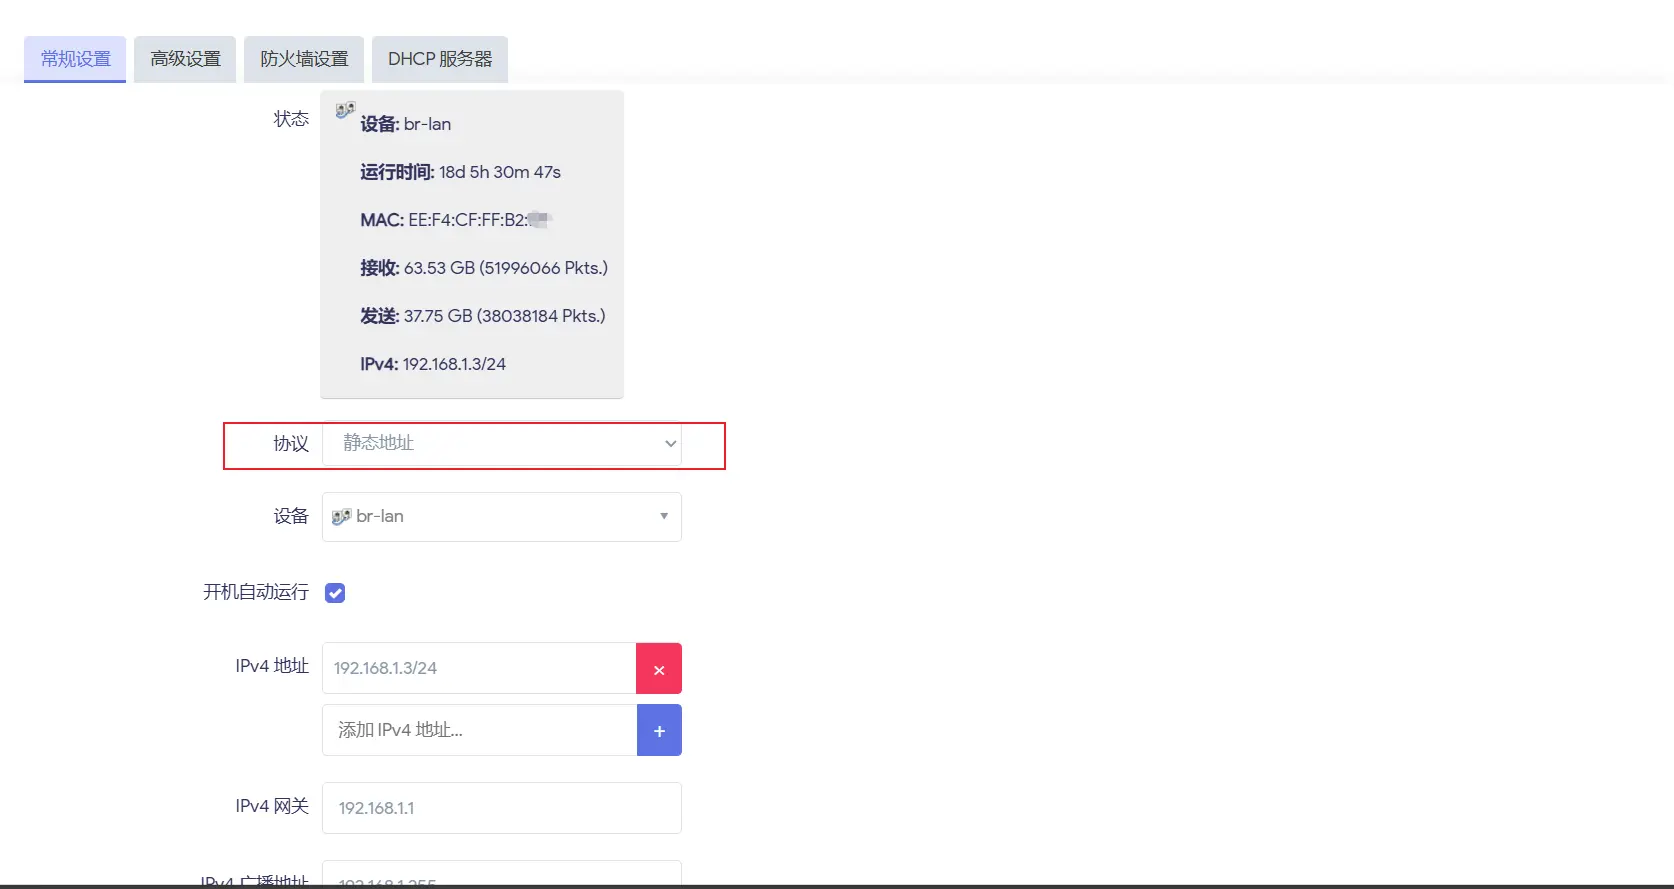 常规设置 高级设置 防火墙设置 DHCP 服务器
状态
设备: br-lan
运行时间: 18d 5h 30m 47s
MAC: EE:F4:CF:FF:B2:
接收: 63.53 GB (51996066 Pkts.)
发送: 37.75 GB (38038184 Pkts.)
IPv4: 192.168.1.3/24
协议 静态地址
设备 br-lan
开机自动运行
IPv4 地址 192.168.1.3/24 ×
添加 IPv4 地址... +
IPv4 网关 192.168.1.1
IPv4 广播地址 192.168.1.255